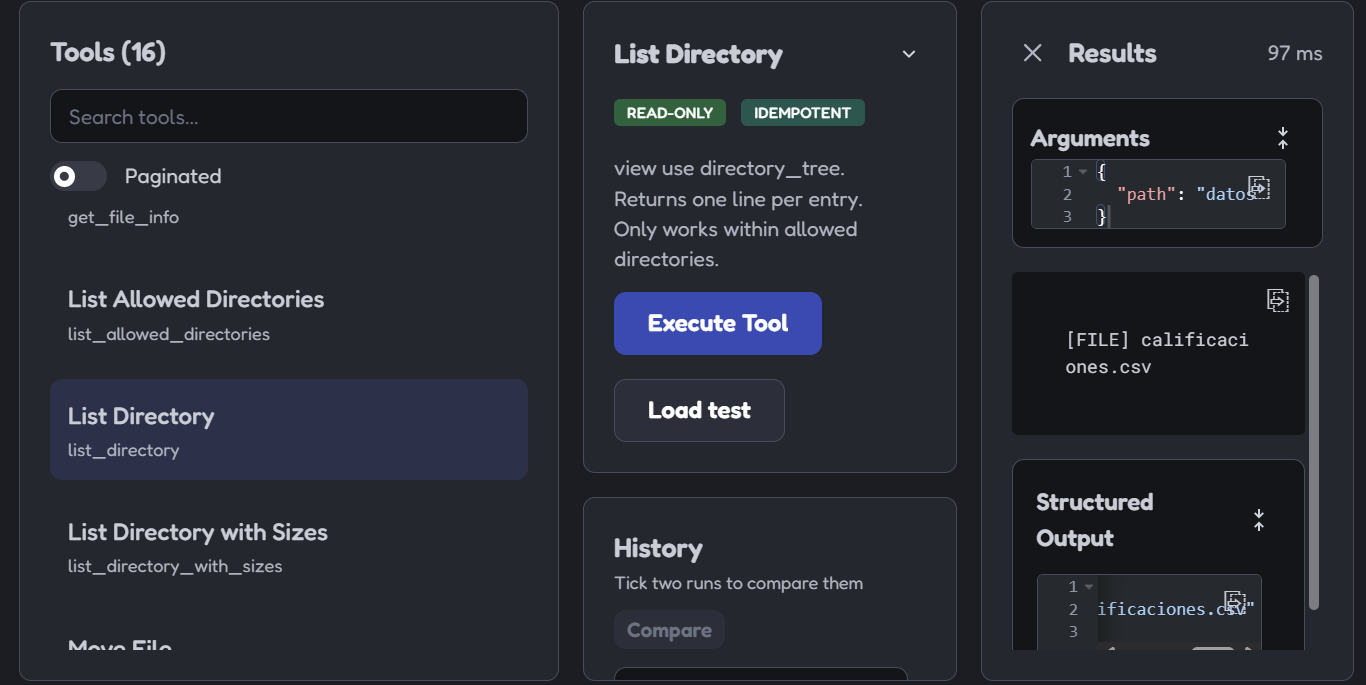 Tools (16)
Search tools...
Paginated
get_file_info
List Allowed Directories
list_allowed_directories
List Directory
list_directory
List Directory with Sizes
list_directory_with_sizes
Move File
List Directory
READ-ONLY
IDEMPOTENT
view use directory_tree.
Returns one line per entry.
Only works within allowed
directories.
Execute Tool
Load test
History
Tick two runs to compare them
Compare
Results
97 ms
Arguments
1 {
2 "path": "datos
3 }
[FILE] calificaci
ones.csv
Structured
Output
1
2 ificaciones.csv"
3